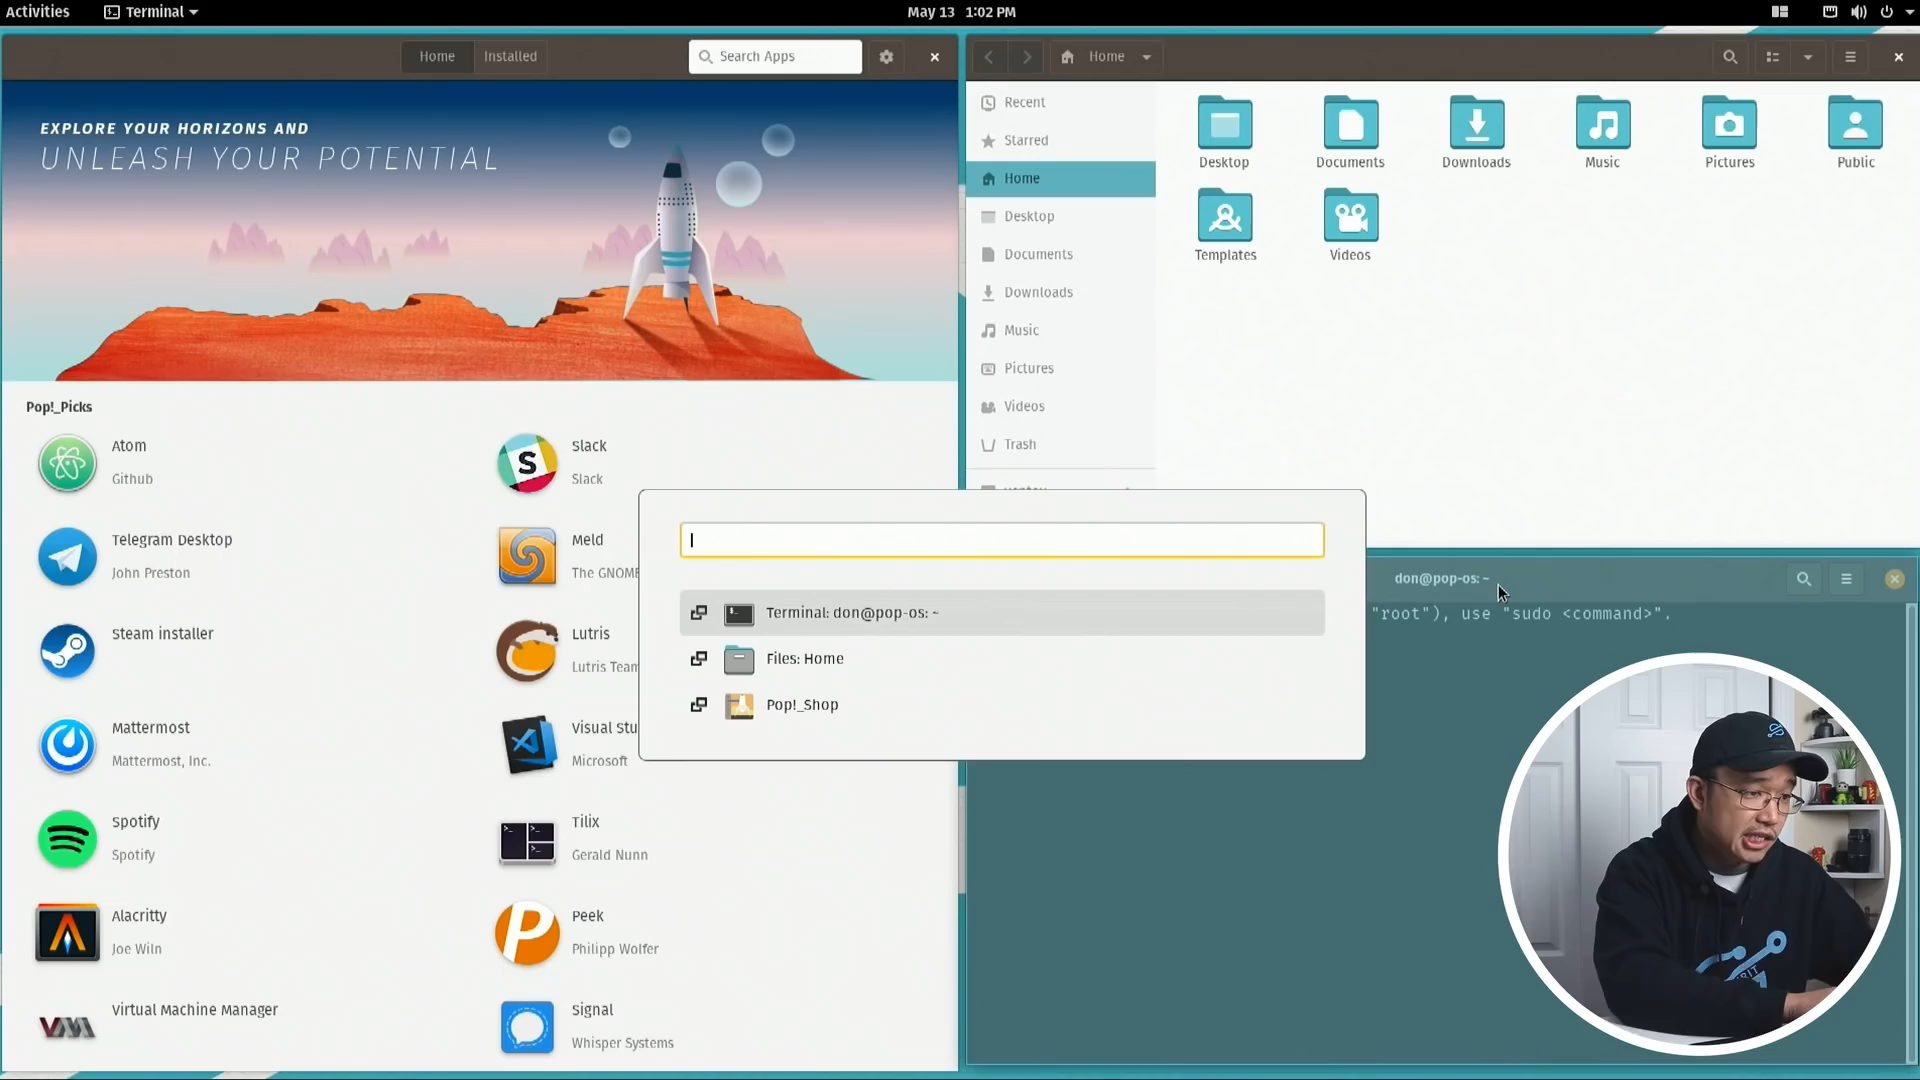 Activities
Terminal
May 13 1:02 PM
Home
Installed
Search Apps
EXPLORE YOUR HORIZONS AND
UNLEASH YOUR POTENTIAL
Pop!_Picks
Atom
Github
Slack
Slack
Telegram Desktop
John Preston
Meld
The GNOME
Steam installer
Lutris
Lutris Team
Mattermost
Mattermost, Inc.
Visual Stu
Microsoft
Spotify
Spotify
Tilix
Gerald Nunn
Alacritty
Joe Wiln
Peek
Philipp Wolfer
Virtual Machine Manager
Signal
Whisper Systems
Home
Recent
Starred
Home
Desktop
Documents
Downloads
Music
Pictures
Videos
Trash
Desktop
Documents
Downloads
Music
Pictures
Public
Templates
Videos
Terminal: don@pop-os: ~
Files: Home
Pop!_Shop
don@pop-os: ~
"root"), use "sudo <command>".